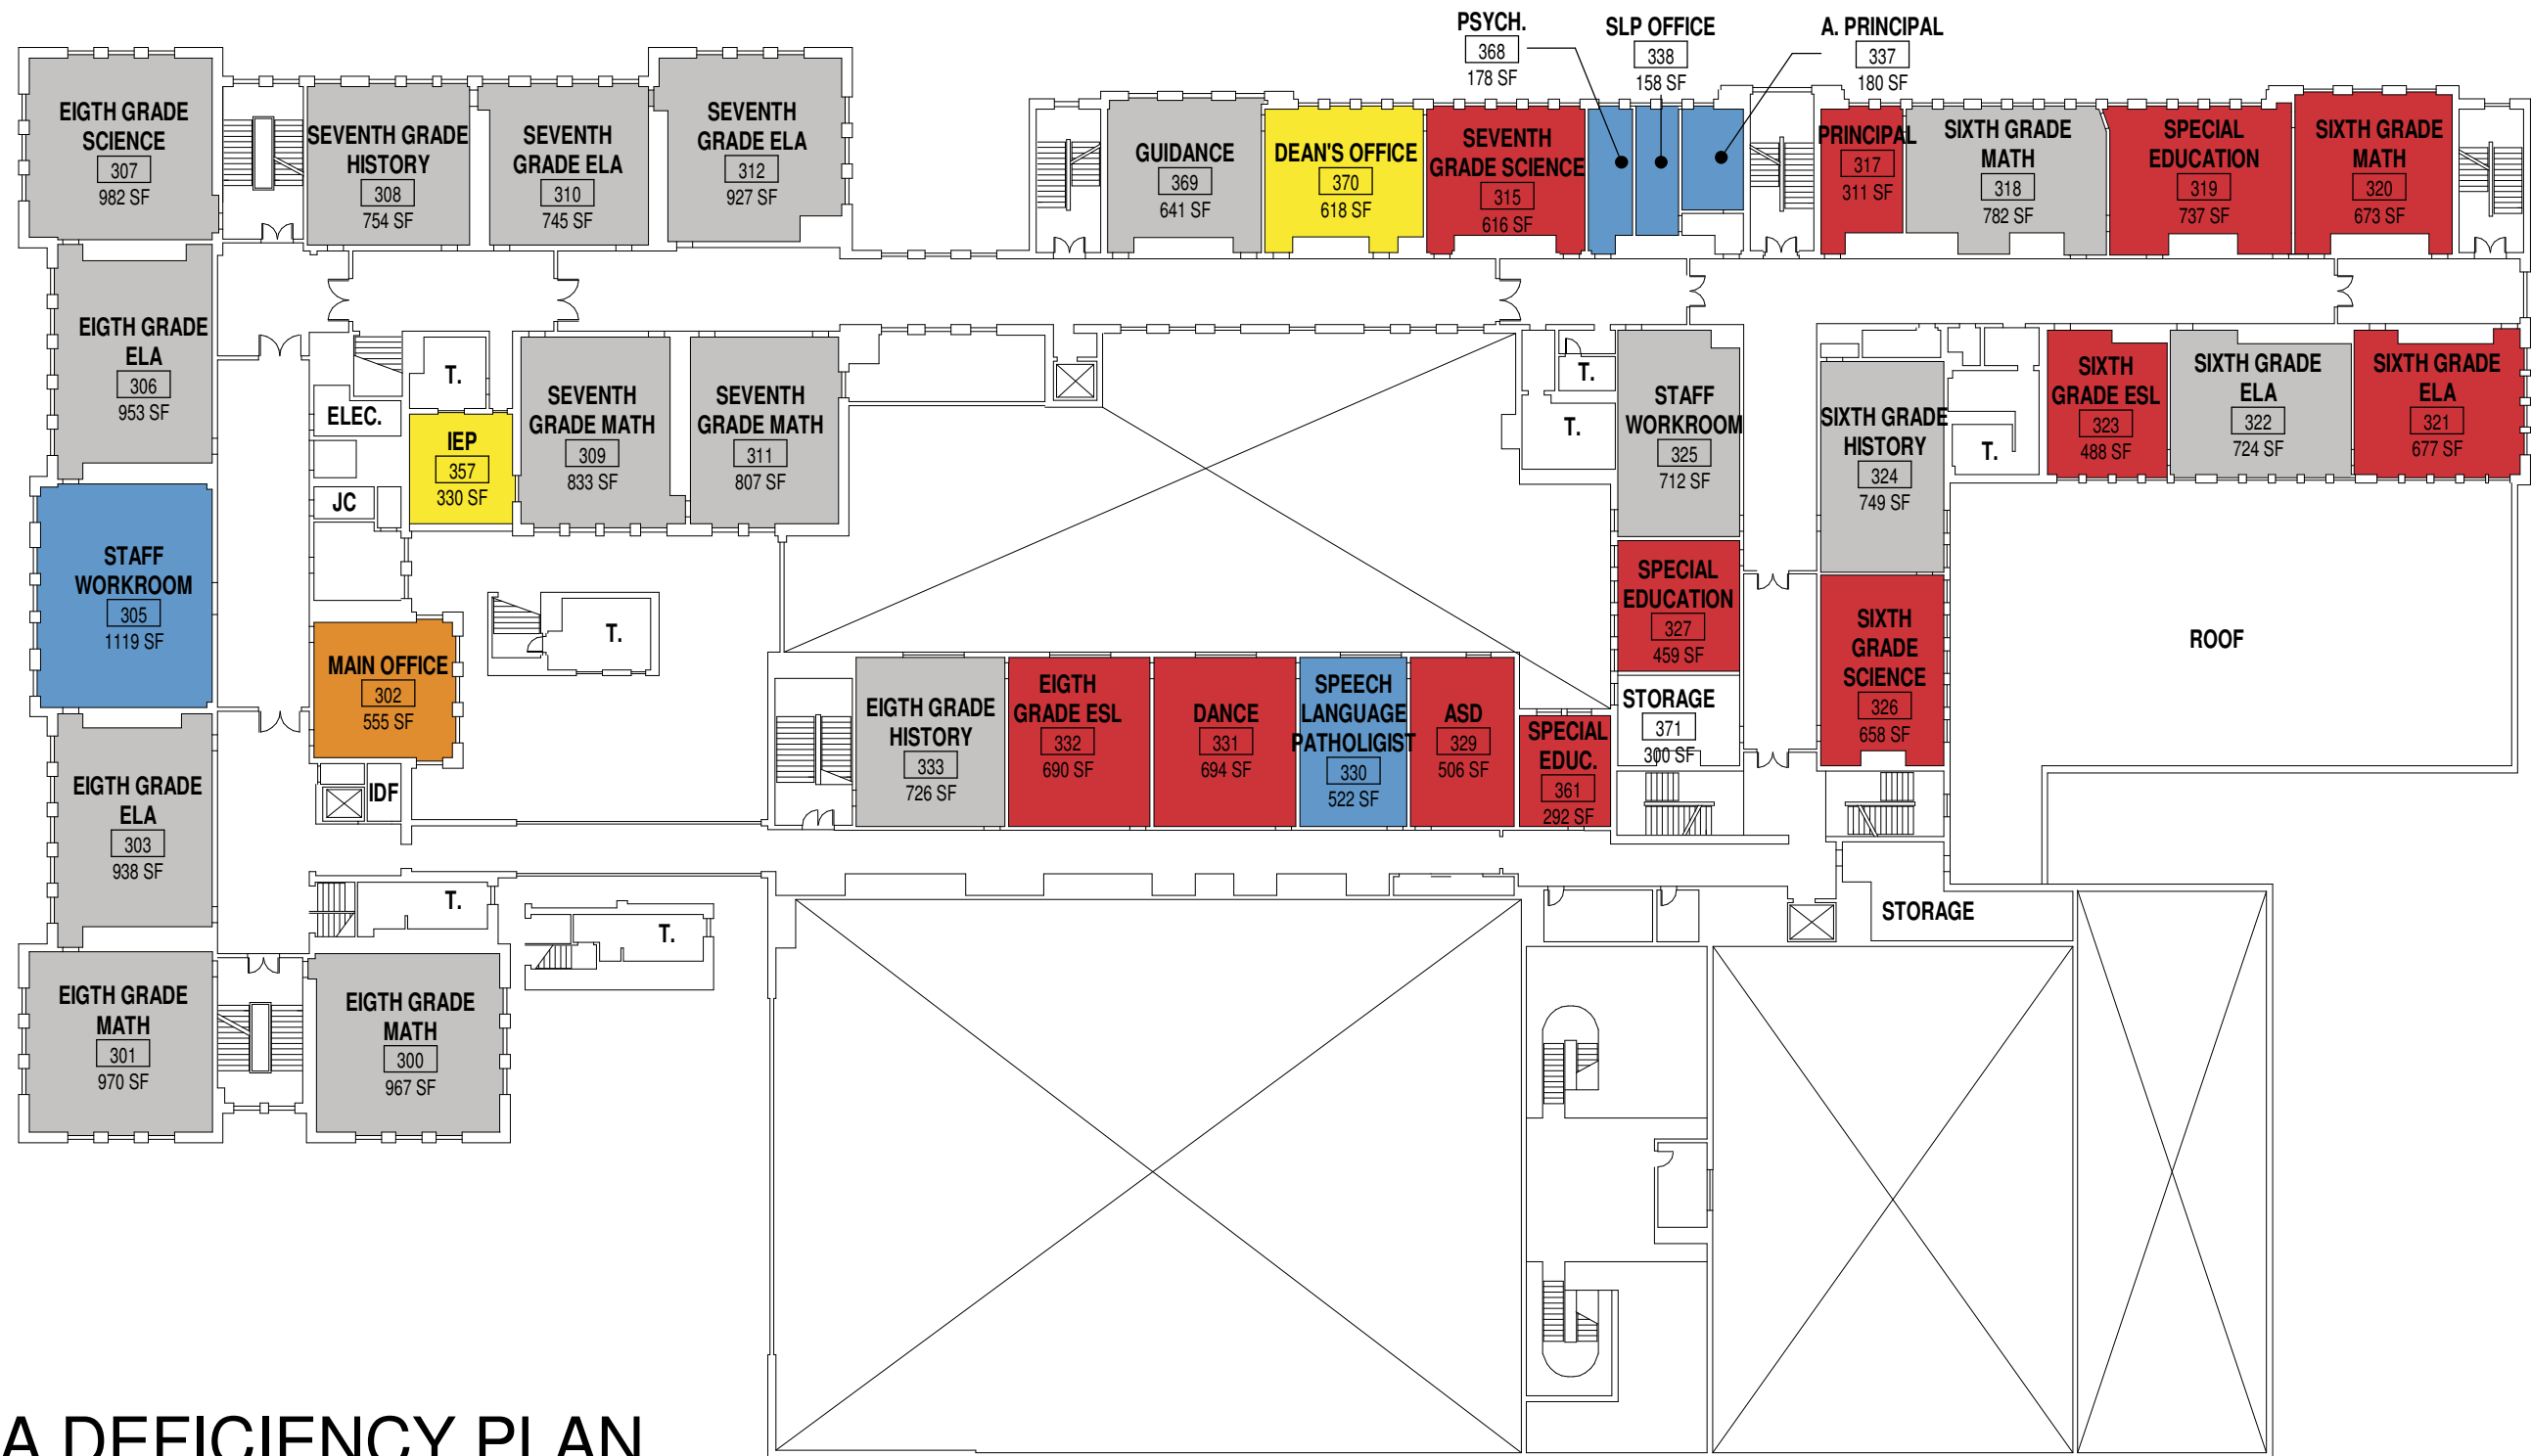 PSYCH.
368
178 SF
SLP OFFICE
338
158 SF
A. PRINCIPAL
337
180 SF
EIGTH GRADE
SCIENCE
307
982 SF
SEVENTH GRADE
HISTORY
308
754 SF
SEVENTH
GRADE ELA
310
745 SF
SEVENTH
GRADE ELA
312
927 SF
GUIDANCE
369
641 SF
DEAN'S OFFICE
370
618 SF
SEVENTH
GRADE SCIENCE
315
616 SF
PRINCIPAL
317
311 SF
SIXTH GRADE
MATH
318
782 SF
SPECIAL
EDUCATION
319
737 SF
SIXTH GRADE
MATH
320
673 SF
EIGTH GRADE
ELA
306
953 SF
T.
ELEC.
IEP
357
330 SF
JC
SEVENTH
GRADE MATH
309
833 SF
SEVENTH
GRADE MATH
311
807 SF
T.
T.
STAFF
WORKROOM
325
712 SF
SIXTH GRADE
HISTORY
324
749 SF
T.
SIXTH
GRADE ESL
323
488 SF
SIXTH GRADE
ELA
322
724 SF
SIXTH GRADE
ELA
321
677 SF
STAFF
WORKROOM
305
1119 SF
MAIN OFFICE
302
555 SF
T.
SPECIAL
EDUCATION
327
459 SF
SIXTH
GRADE
SCIENCE
326
658 SF
ROOF
EIGTH GRADE
HISTORY
333
726 SF
EIGTH
GRADE ESL
332
690 SF
DANCE
331
694 SF
SPEECH
LANGUAGE
PATHOLIGIST
330
522 SF
ASD
329
506 SF
SPECIAL
EDUC.
361
292 SF
STORAGE
371
300 SF
EIGTH GRADE
ELA
303
938 SF
IDF
T.
T.
STORAGE
EIGTH GRADE
MATH
301
970 SF
EIGTH GRADE
MATH
300
967 SF
A DEFICIENCY PLAN